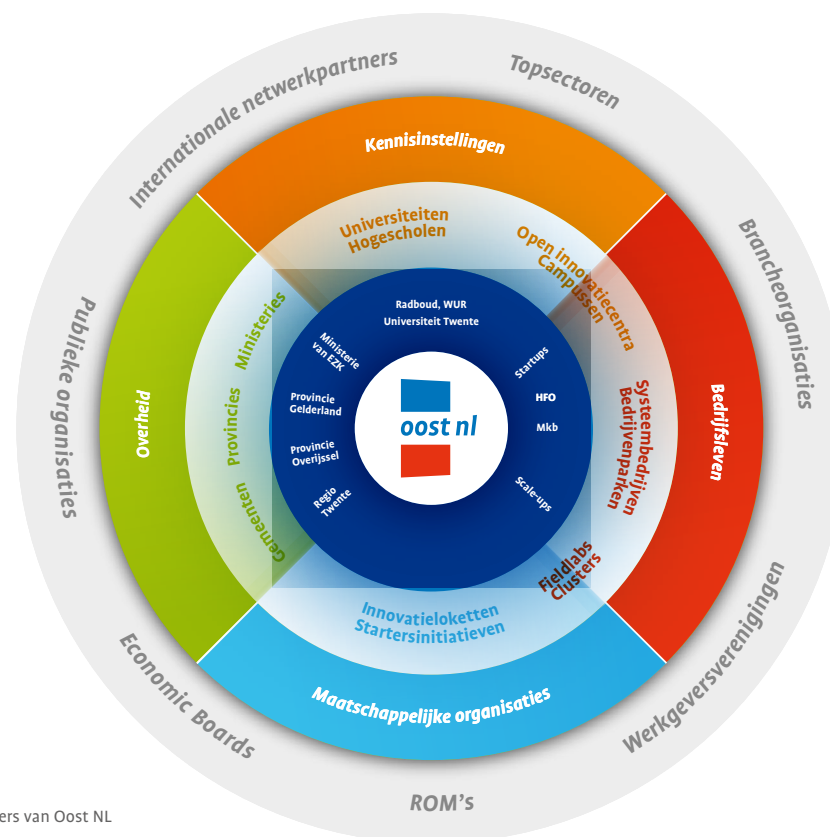 Internationale netwerkpartners
Topsectoren
Brancheorganisaties
Werkgeversverenigingen
ROM's
Economic Boards
Publieke organisaties
Kennisinstellingen
Bedrijfsleven
Maatschappelijke organisaties
Overheid
Universiteiten
Hogescholen
Open innovatiecentra
Campussen
Systeembedrijven
Bedrijvenparken
Fieldlabs
Clusters
Innovatieloketten
Startersinitiatieven
Gemeenten
Provincies
Ministeries
Radboud, WUR
Universiteit Twente
Startups
HFO
Mkb
Scale-ups
Ministerie
van EZK
Provincie
Gelderland
Provincie
Overijssel
Regio
Twente
oost nl
van Oost NL